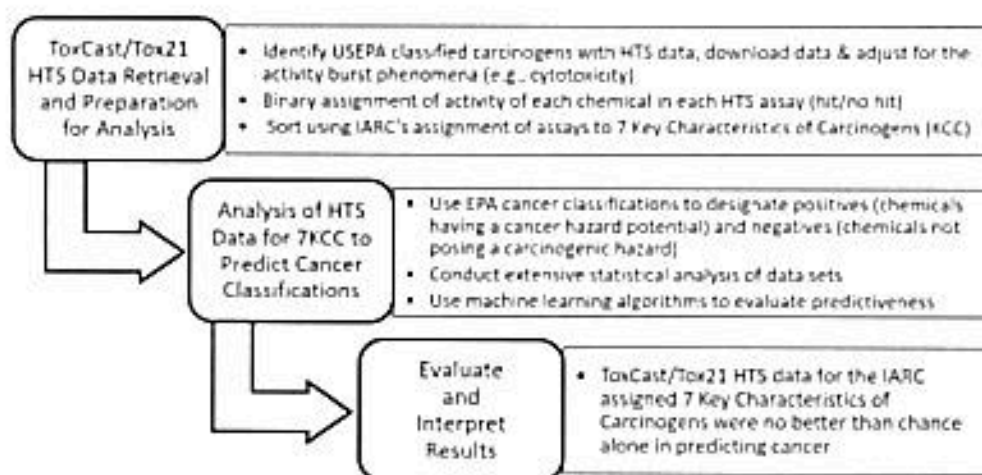 ToxCast/Tox21
HTS Data Retrieval
and Preparation
for Analysis
• Identify USEPA classified carcinogens with HTS data, download data & adjust for the
activity burst phenomena (e.g., cytotoxicity)
• Binary assignment of activity of each chemical in each HTS assay (hit/no hit)
• Sort using IARC's assignment of assays to 7 Key Characteristics of Carcinogens (KCC)
Analysis of HTS
Data for 7KCC to
Predict Cancer
Classifications
• Use EPA cancer classifications to designate positives (chemicals
having a cancer hazard potential) and negatives (chemicals not
posing a carcinogenic hazard)
• Conduct extensive statistical analysis of data sets
• Use machine learning algorithms to evaluate predictiveness
Evaluate
and
Interpret
Results
• ToxCast/Tox21 HTS data for the IARC
assigned 7 Key Characteristics of
Carcinogens were no better than chance
alone in predicting cancer